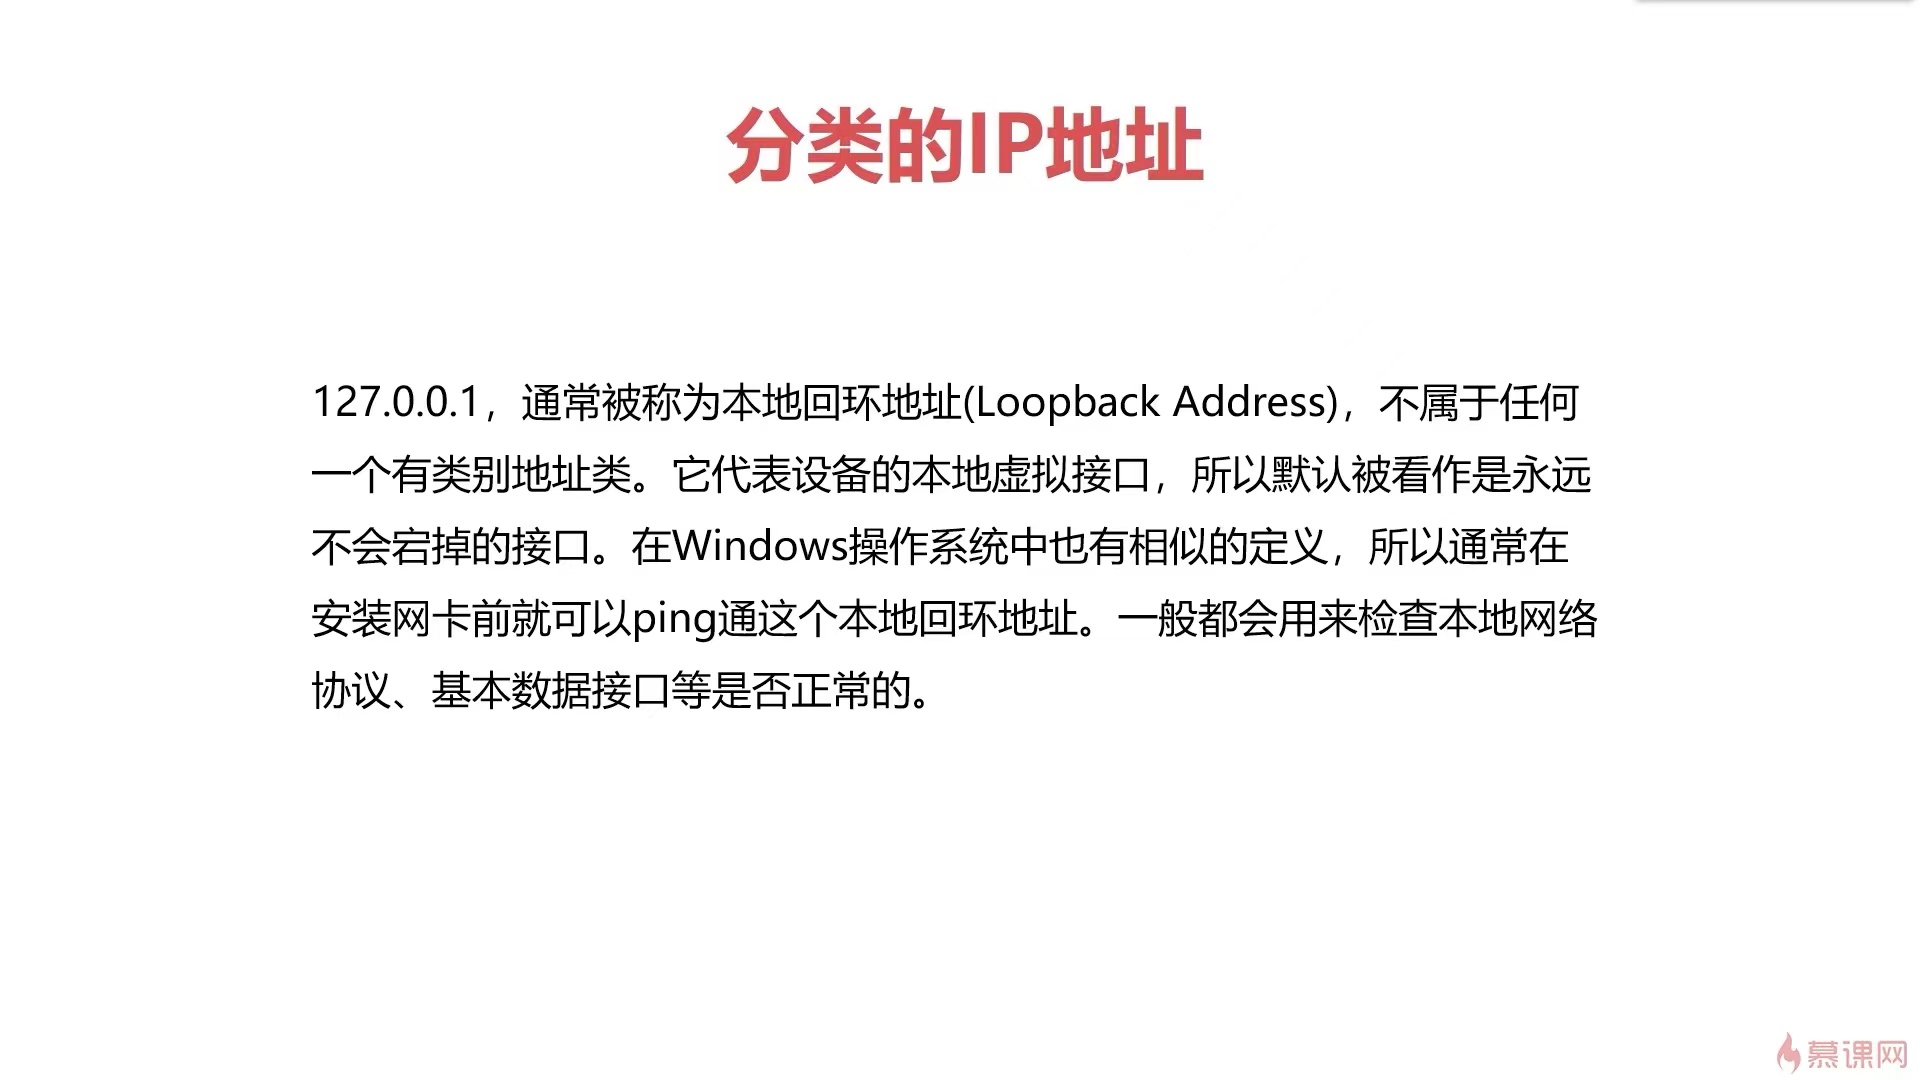 分类的IP地址
127.0.0.1，通常被称为本地回环地址(Loopback Address)，不属于任何
一个有类别地址类。它代表设备的本地虚拟接口，所以默认被看作是永远
不会宕掉的接口。在Windows操作系统中也有相似的定义，所以通常在
安装网卡前就可以ping通这个本地回环地址。一般都会用来检查本地网络
协议、基本数据接口等是否正常的。
慕课网